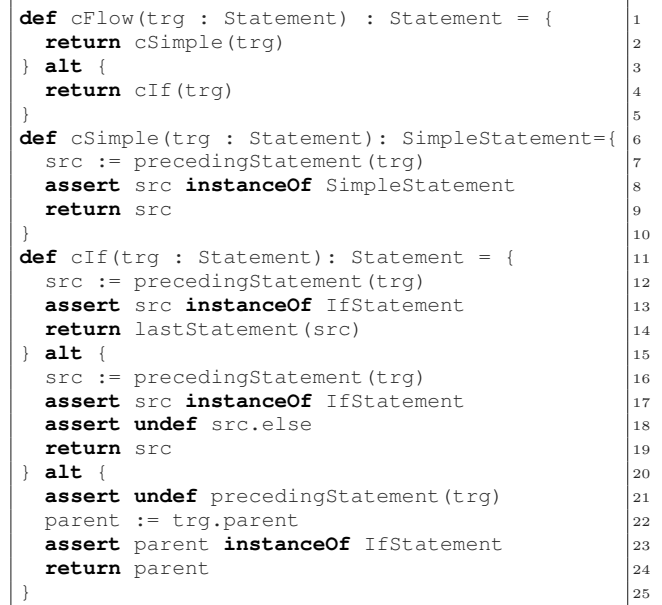 def cFlow(trg : Statement) : Statement = { 1
  return cSimple(trg) 2
} alt { 3
  return cIf(trg) 4
} 5
def cSimple(trg : Statement): SimpleStatement={ 6
  src := precedingStatement(trg) 7
  assert src instanceOf SimpleStatement 8
  return src 9
} 10
def cIf(trg : Statement): Statement = { 11
  src := precedingStatement(trg) 12
  assert src instanceOf IfStatement 13
  return lastStatement(src) 14
} alt { 15
  src := precedingStatement(trg) 16
  assert src instanceOf IfStatement 17
  assert undef src.else 18
  return src 19
} alt { 20
  assert undef precedingStatement(trg) 21
  parent := trg.parent 22
  assert parent instanceOf IfStatement 23
  return parent 24
} 25